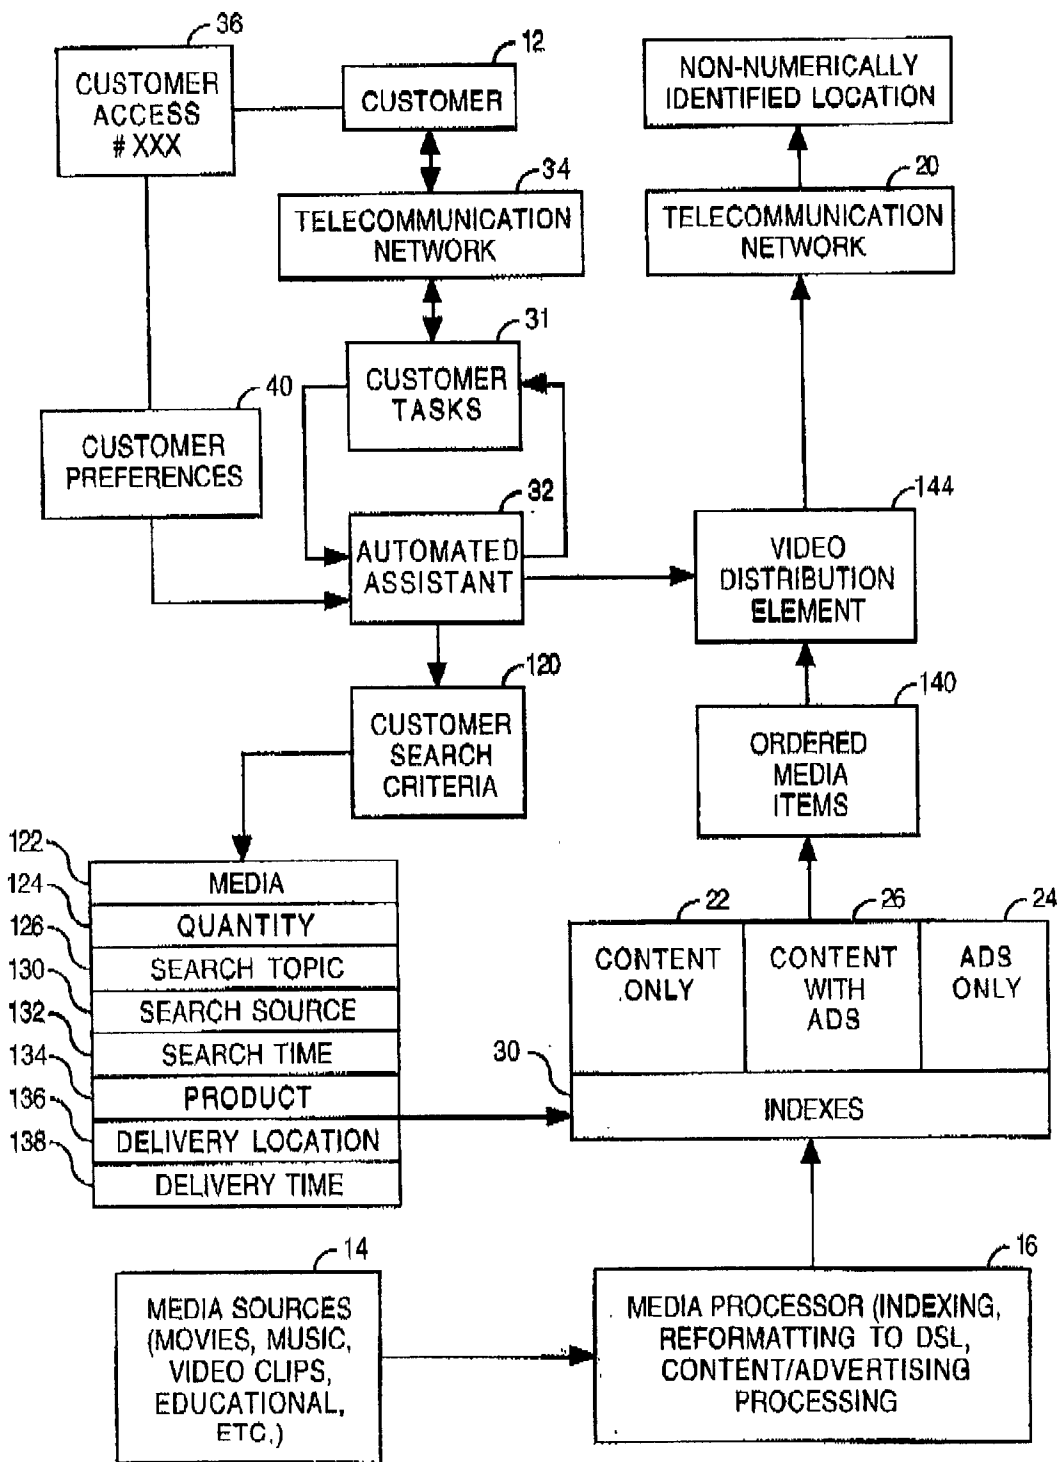 36
CUSTOMER
ACCESS
# XXX
12
CUSTOMER
NON-NUMERICALLY
IDENTIFIED LOCATION
34
TELECOMMUNICATION
NETWORK
20
TELECOMMUNICATION
NETWORK
31
CUSTOMER
TASKS
40
CUSTOMER
PREFERENCES
32
AUTOMATED
ASSISTANT
144
VIDEO
DISTRIBUTION
ELEMENT
120
CUSTOMER
SEARCH
CRITERIA
140
ORDERED
MEDIA
ITEMS
122
MEDIA
124
QUANTITY
126
SEARCH TOPIC
130
SEARCH SOURCE
132
SEARCH TIME
134
PRODUCT
136
DELIVERY LOCATION
138
DELIVERY TIME
22
CONTENT
ONLY
26
CONTENT
WITH
ADS
24
ADS
ONLY
30
INDEXES
14
MEDIA SOURCES
(MOVIES, MUSIC,
VIDEO CLIPS,
EDUCATIONAL,
ETC.)
16
MEDIA PROCESSOR (INDEXING,
REFORMATTING TO DSL,
CONTENT/ADVERTISING
PROCESSING